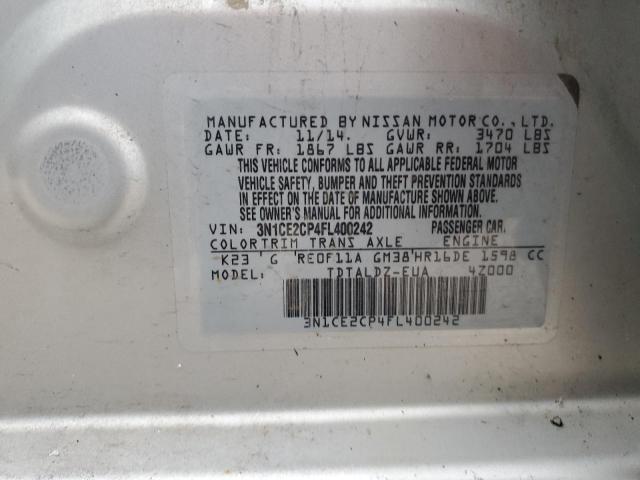 MANUFACTURED BY NISSAN MOTOR CO., LTD.
DATE: 11/14. GVWR: 3470 LBS
GAWR FR: 1867 LBS GAWR RR: 1704 LBS
THIS VEHICLE CONFORMS TO ALL APPLICABLE FEDERAL MOTOR
VEHICLE SAFETY, BUMPER AND THEFT PREVENTION STANDARDS
IN EFFECT ON THE DATE OF MANUFACTURE SHOWN ABOVE.
SEE OWNER'S MANUAL FOR ADDITIONAL INFORMATION.
VIN: 3N1CE2CP4FL400242 PASSENGER CAR.
COLOR TRIM TRANS AXLE ENGINE
K23 ' G ' RE0F11A GM38 ' HR16DE 1598 CC
MODEL: TDTALDZ-EUA 4Z000
3N1CE2CP4FL400242